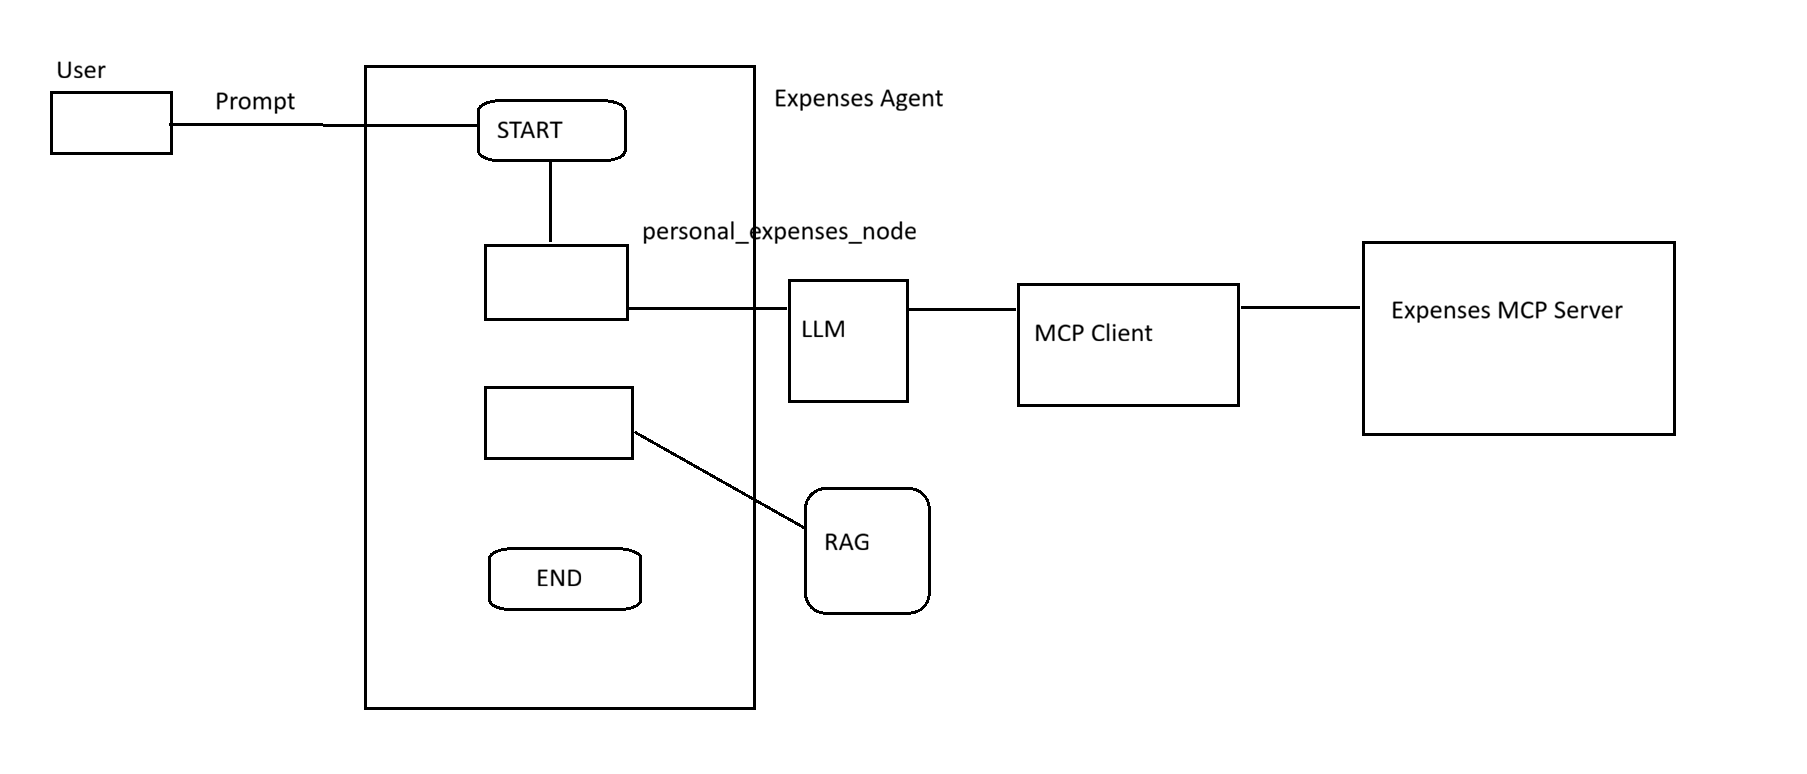 User
Prompt
Expenses Agent
START
personal_expenses_node
LLM
MCP Client
Expenses MCP Server
RAG
END